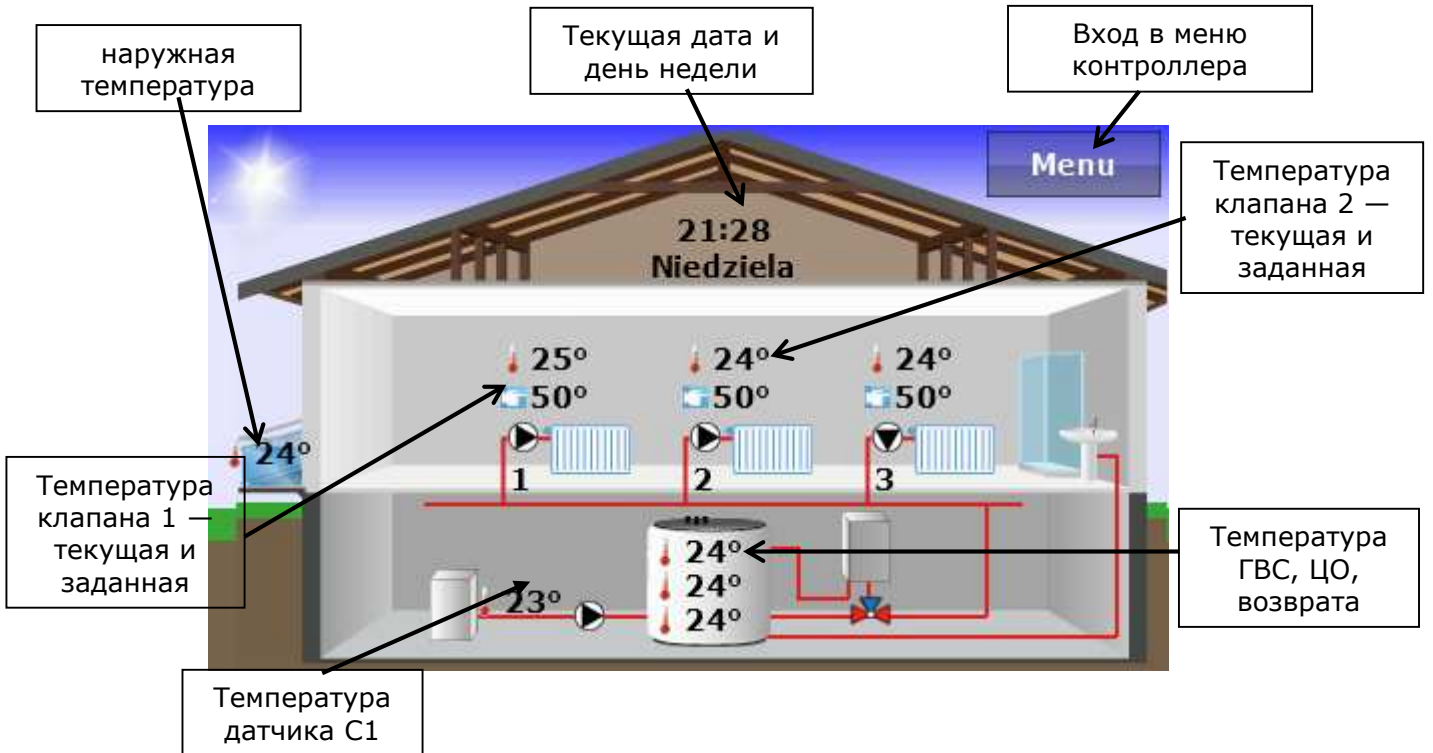 наружная
температура
Текущая дата и
день недели
Вход в меню
контроллера
Menu
Температура
клапана 2 —
текущая и
заданная
21:28
Niedziela
25°
24°
24°
50°
50°
50°
24°
1
2
3
Температура
клапана 1 —
текущая и
заданная
24°
24°
24°
23°
Температура
ГВС, ЦО,
возврата
Температура
датчика С1